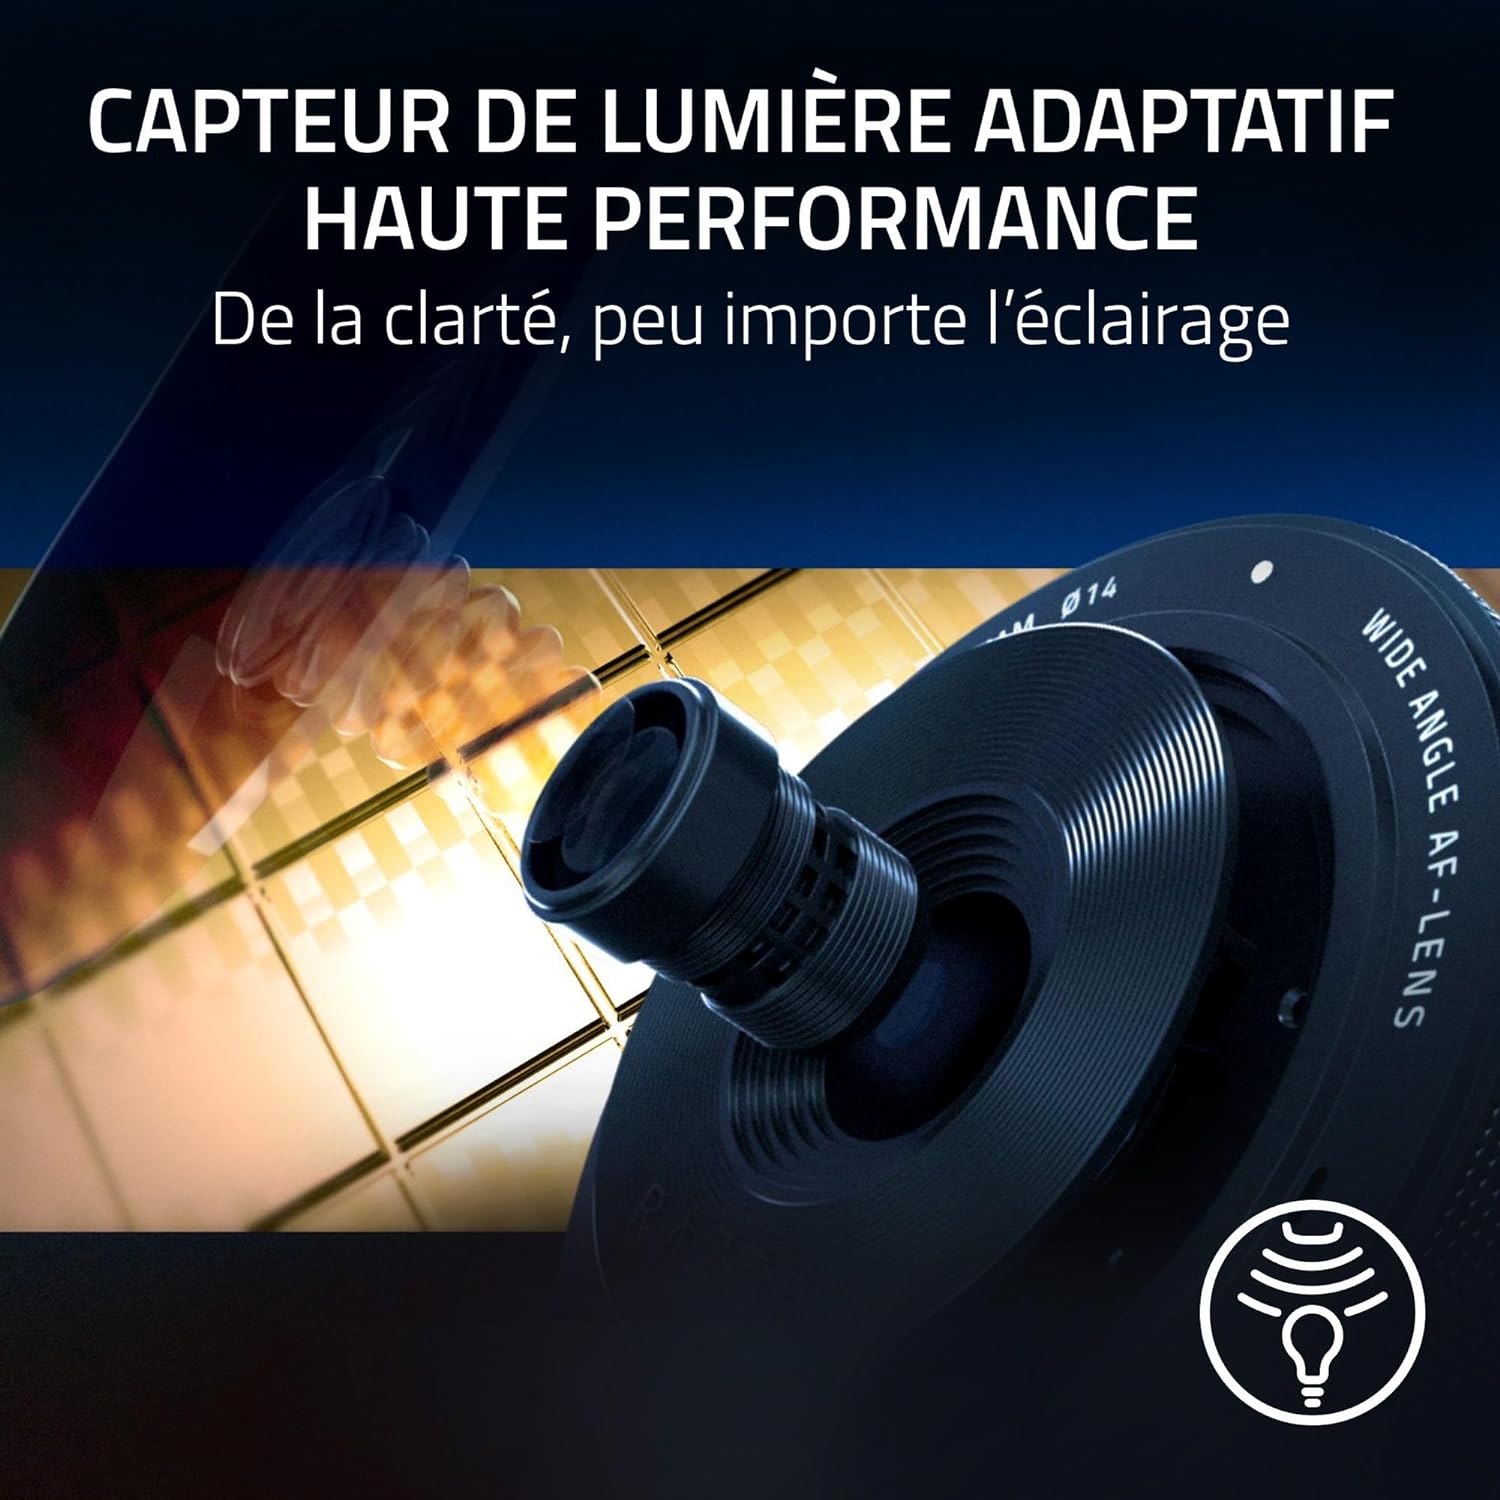 CAPTEUR DE LUMIÈRE ADAPTATIF
HAUTE PERFORMANCE
De la clarté, peu importe l’éclairage
Ø14
WIDE ANGLE AF-LENS